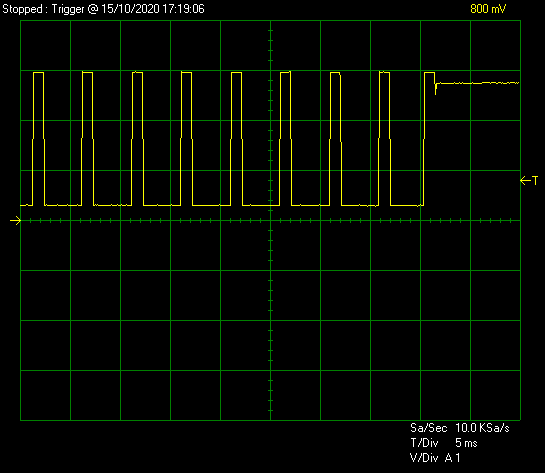 Stopped : Trigger @ 15/10/2020 17:19:06
800 mV
T
Sa/Sec 10.0 KSa/s
T/Div 5 ms
V/Div A 1